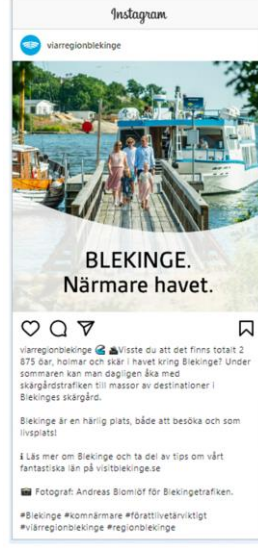 Instagram
viarregionblekinge
BLEKINGE.
Närmare havet.
viarregionblekinge 🌊 🏝️Visste du att det finns totalt 2
875 öar, holmar och skär i havet kring Blekinge? Under
sommaren kan man dagligen åka med
skärgårdstrafiken till massor av destinationer i
Blekinges skärgård.
Blekinge är en härlig plats, både att besöka och som
livsplats!
ℹ Läs mer om Blekinge och ta del av tips om vårt
fantastiska län på visitblekinge.se
📸 Fotograf: Andreas Blomlöf för Blekingetrafiken.
#Blekinge #komnärmare #förattlivetärviktigt
#viärregionblekinge #regionblekinge